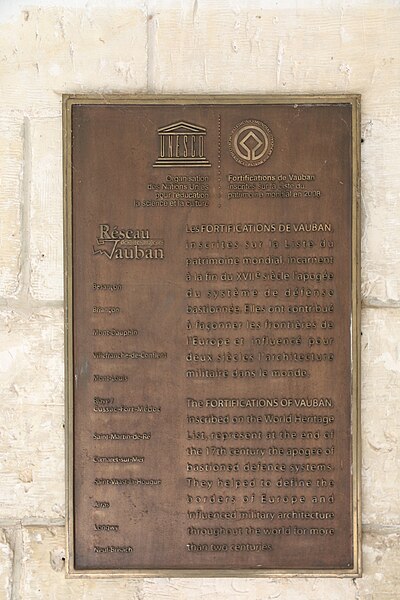 UNESCO
Organisation
des Nations Unies
pour l'éducation
la science et la culture
Fortifications de Vauban
inscrites sur la Liste du
patrimoine mondial en 2008
Réseau
Vauban
Besançon
Briançon
Mont-Dauphin
Villefranche-de-Conflent
Mont-Louis
Blaye /
Cussac-Fort-Médoc
Saint-Martin-de-Ré
Camaret-sur-Mer
Saint-Vaast-la-Hougue
Arras
Longwy
Neuf-Brisach
Les FORTIFICATIONS DE VAUBAN,
inscrites sur la Liste du
patrimoine mondial, incarnent
à la fin du XVIIe siècle l'apogée
du système de défense
bastionnée. Elles ont contribué
à façonner les frontières de
l'Europe et influencé pour
deux siècles l'architecture
militaire dans le monde.
The FORTIFICATIONS OF VAUBAN,
inscribed on the World Heritage
List, represent at the end of
the 17th century the apogee of
bastioned defence systems.
They helped to define the
borders of Europe and
influenced military architecture
throughout the world for more
than two centuries.